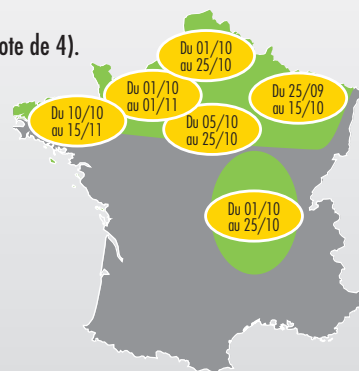 ote de 4).
Du 01/10
au 25/10
Du 01/10
au 01/11
Du 25/09
au 15/10
Du 10/10
au 15/11
Du 05/10
au 25/10
Du 01/10
au 25/10